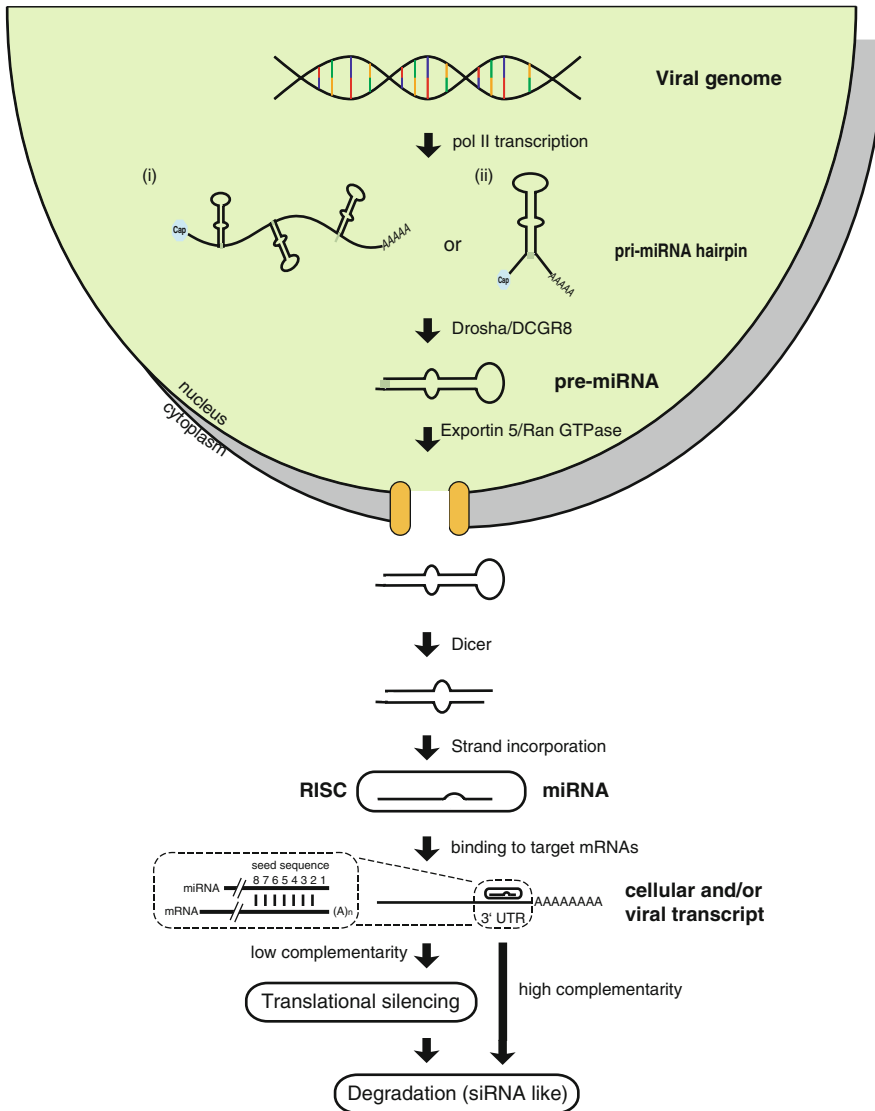 Viral genome
pol II transcription
(i)
(ii)
Cap
AAAAA
or
Cap
AAAAA
pri-miRNA hairpin
Drosha/DCGR8
pre-miRNA
nucleus
cytoplasm
Exportin 5/Ran GTPase
Dicer
Strand incorporation
RISC
miRNA
binding to target mRNAs
seed sequence
8 7 6 5 4 3 2 1
miRNA
mRNA
(A)n
3' UTR
AAAAAAAA
cellular and/or
viral transcript
low complementarity
high complementarity
Translational silencing
Degradation (siRNA like)